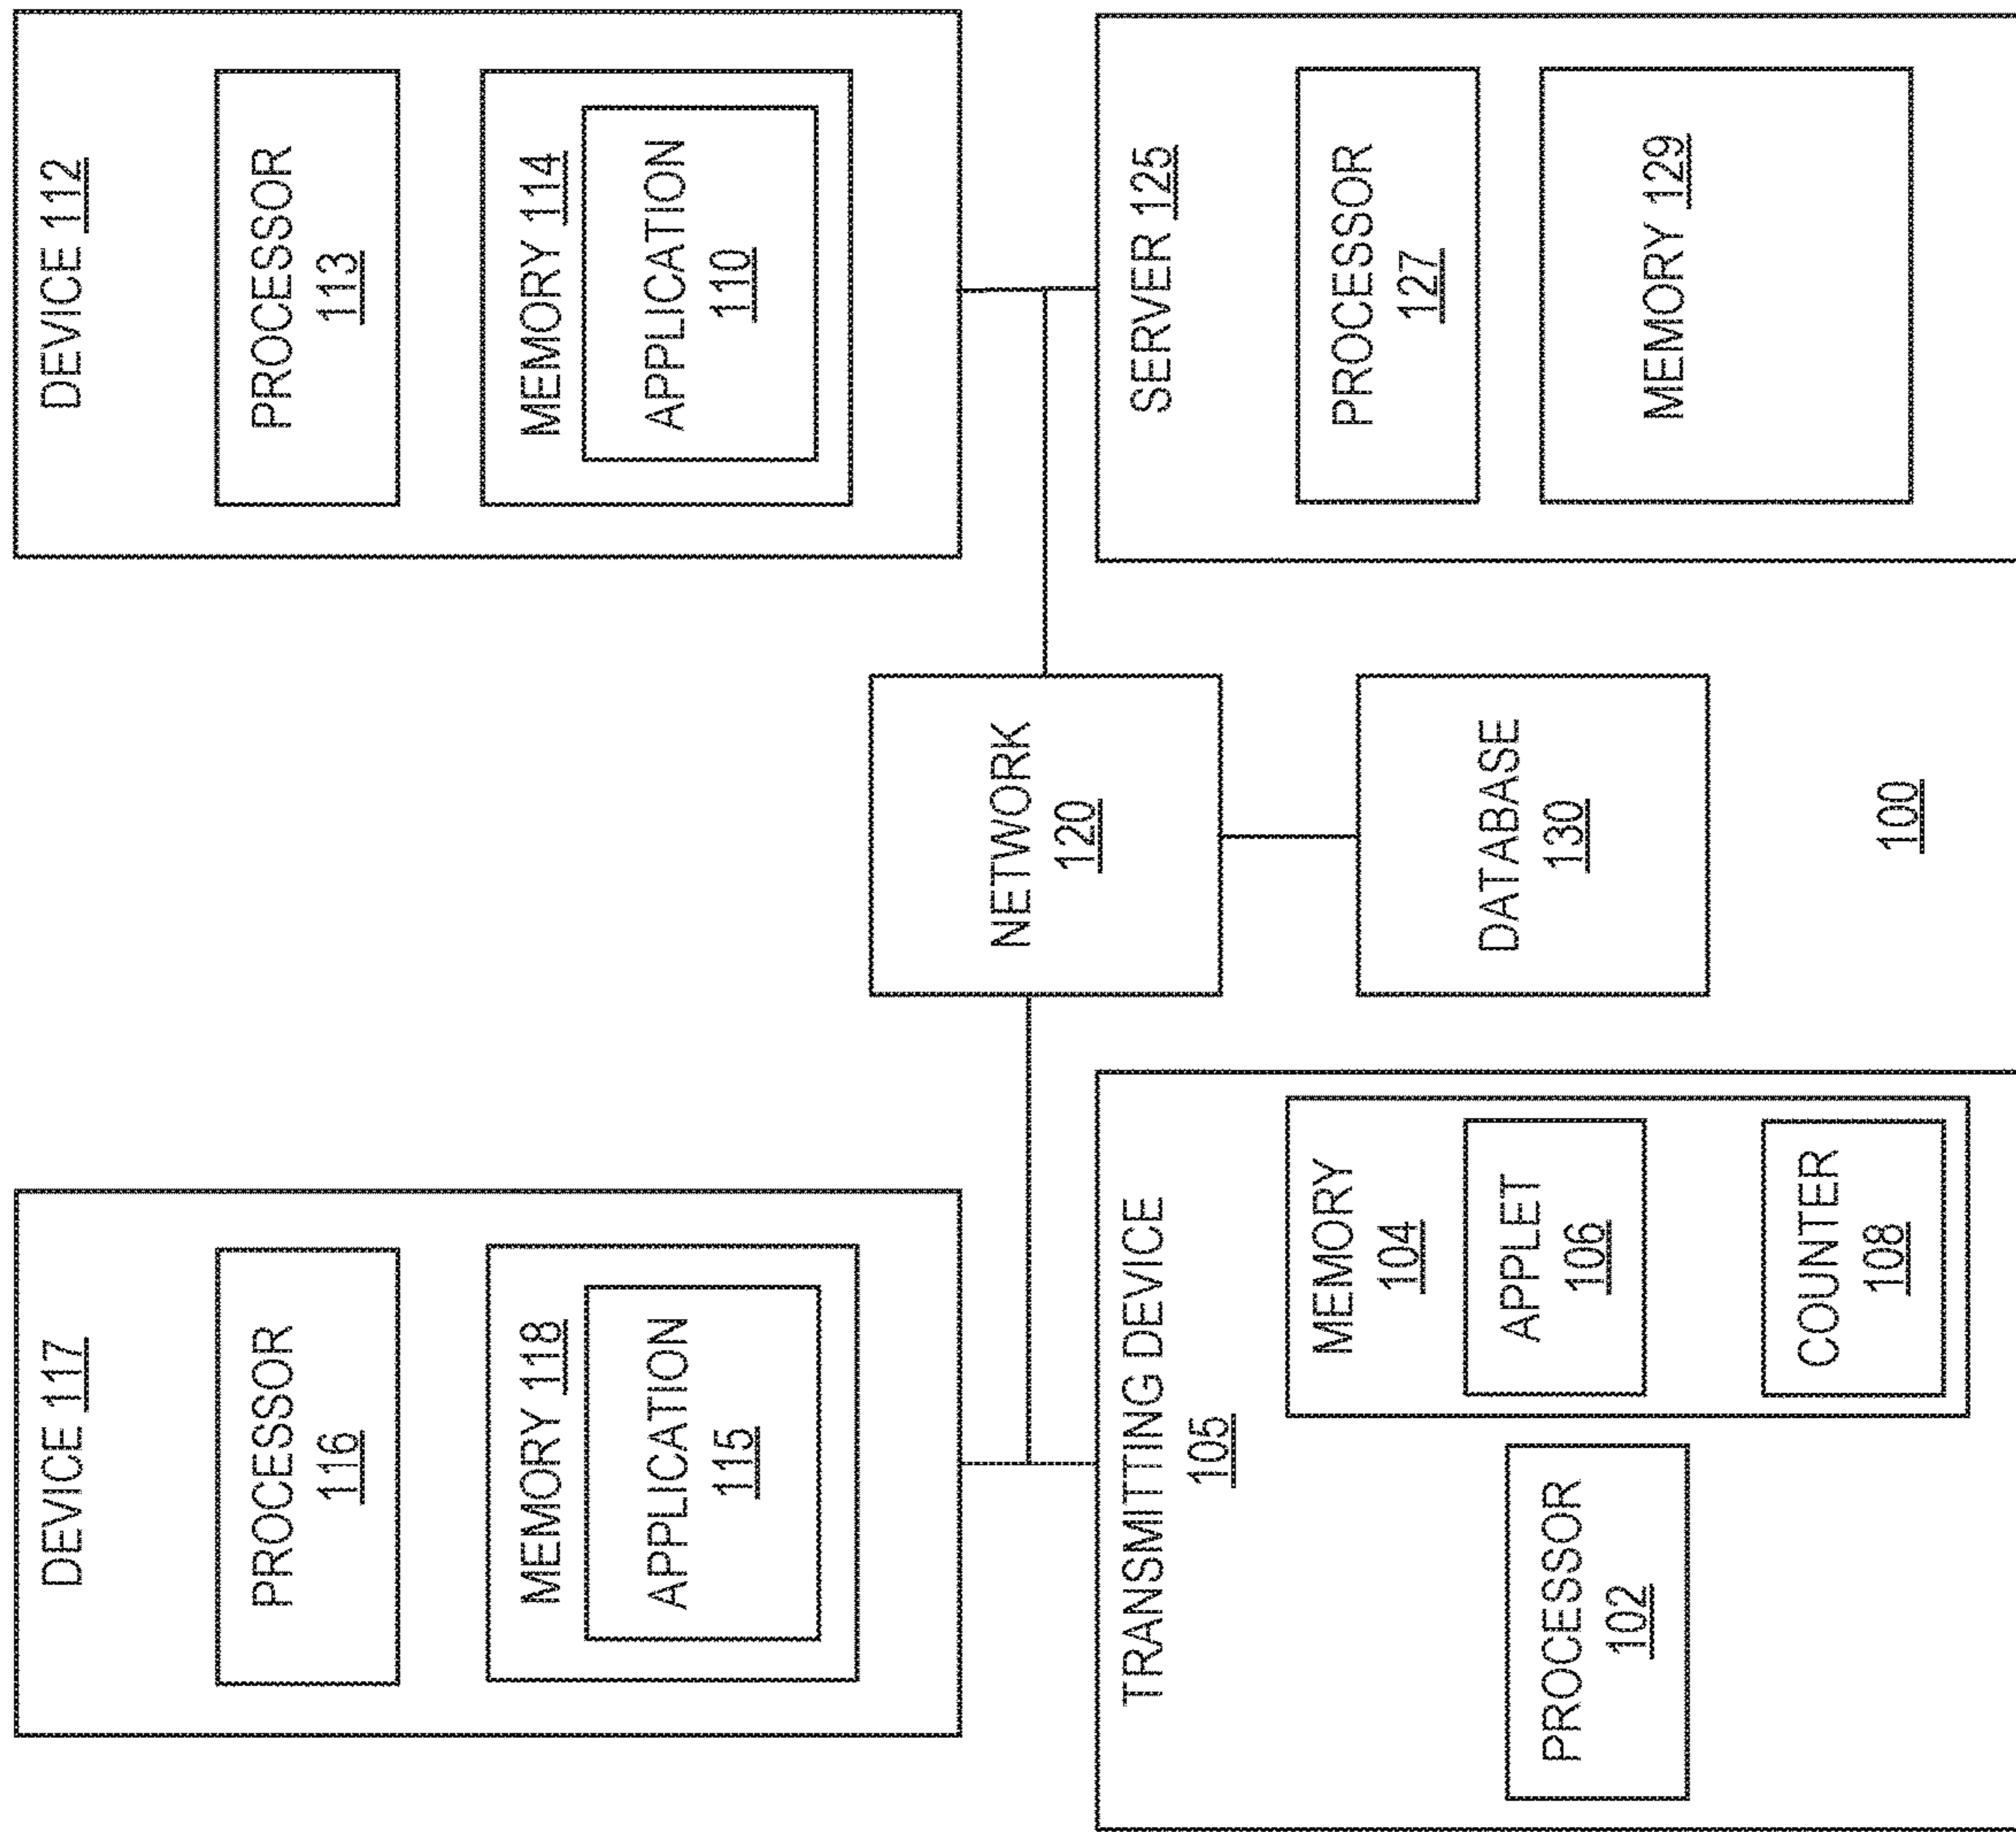 DEVICE 117
PROCESSOR
116
MEMORY 118
APPLICATION
115
TRANSMITTING DEVICE
105
PROCESSOR
102
MEMORY
104
APPLET
106
COUNTER
108
NETWORK
120
DATABASE
130
100
DEVICE 112
PROCESSOR
113
MEMORY 114
APPLICATION
110
SERVER 125
PROCESSOR
127
MEMORY 129